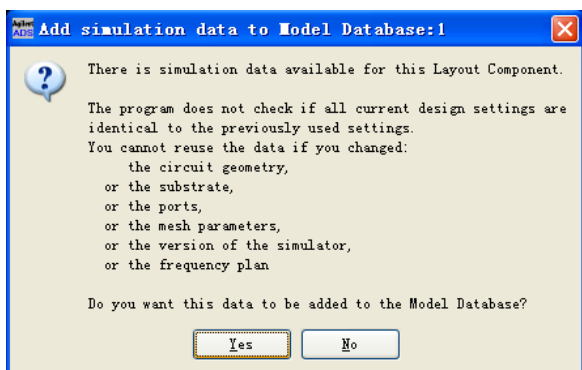 Agilent
ADS
Add simulation data to Model Database:1
There is simulation data available for this Layout Component.
The program does not check if all current design settings are
identical to the previously used settings.
You cannot reuse the data if you changed:
the circuit geometry,
or the substrate,
or the ports,
or the mesh parameters,
or the version of the simulator,
or the frequency plan
Do you want this data to be added to the Model Database?
Yes
No